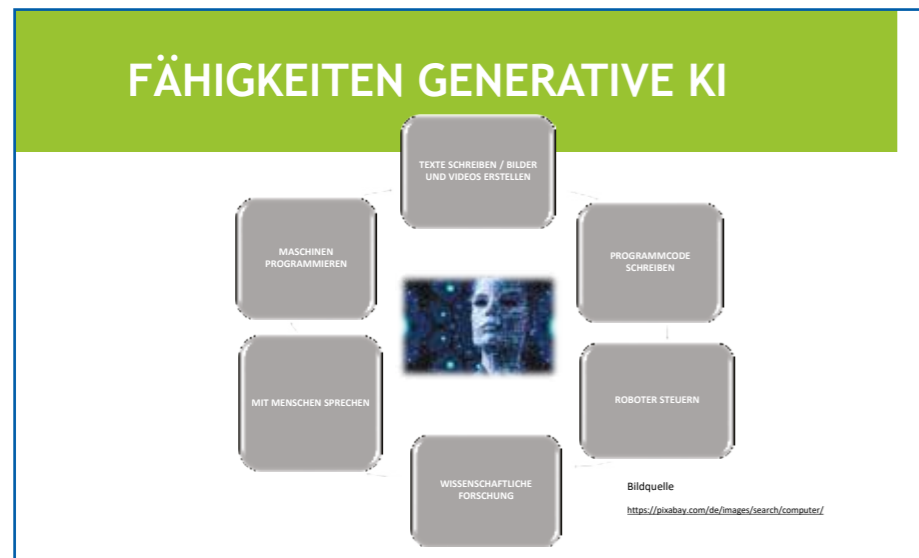 FÄHIGKEITEN GENERATIVE KI
TEXTE SCHREIBEN / BILDER
UND VIDEOS ERSTELLEN
PROGRAMMCODE
SCHREIBEN
ROBOTER STEUERN
WISSENSCHAFTLICHE
FORSCHUNG
MIT MENSCHEN SPRECHEN
MASCHINEN
PROGRAMMIEREN
Bildquelle
https://pixabay.com/de/images/search/computer/